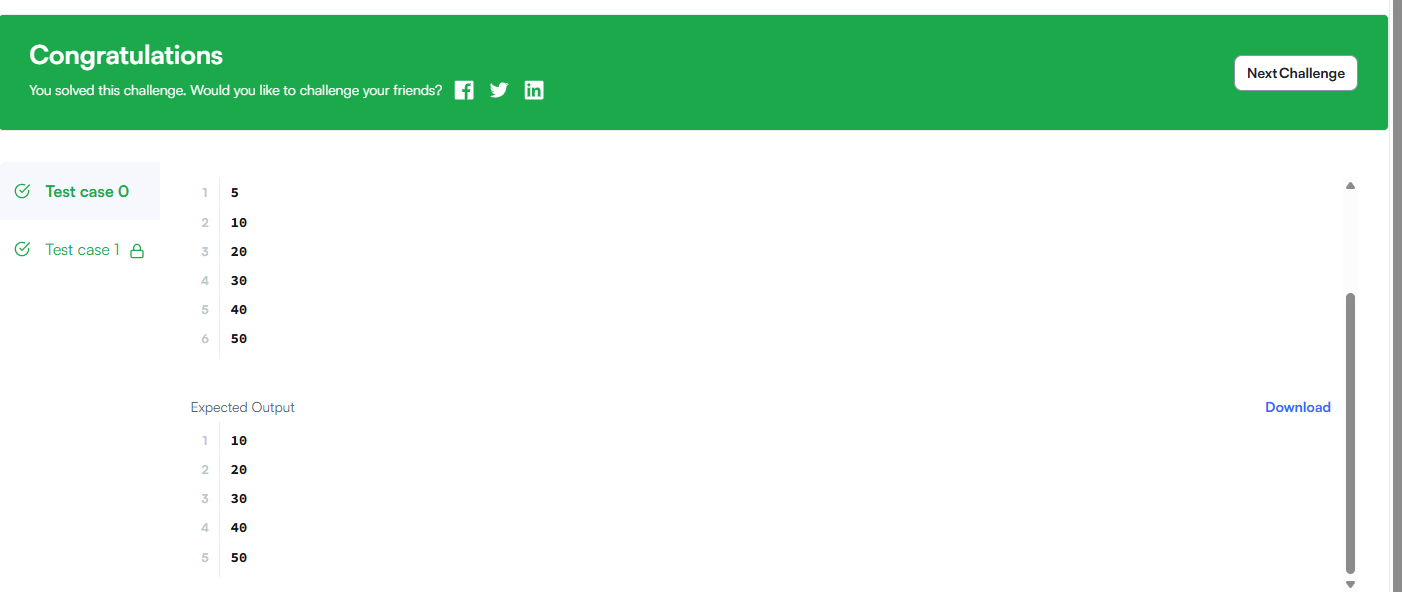 Congratulations
You solved this challenge. Would you like to challenge your friends?
Next Challenge
Test case 0
Test case 1
1 5
2 10
3 20
4 30
5 40
6 50
Expected Output
Download
1 10
2 20
3 30
4 40
5 50